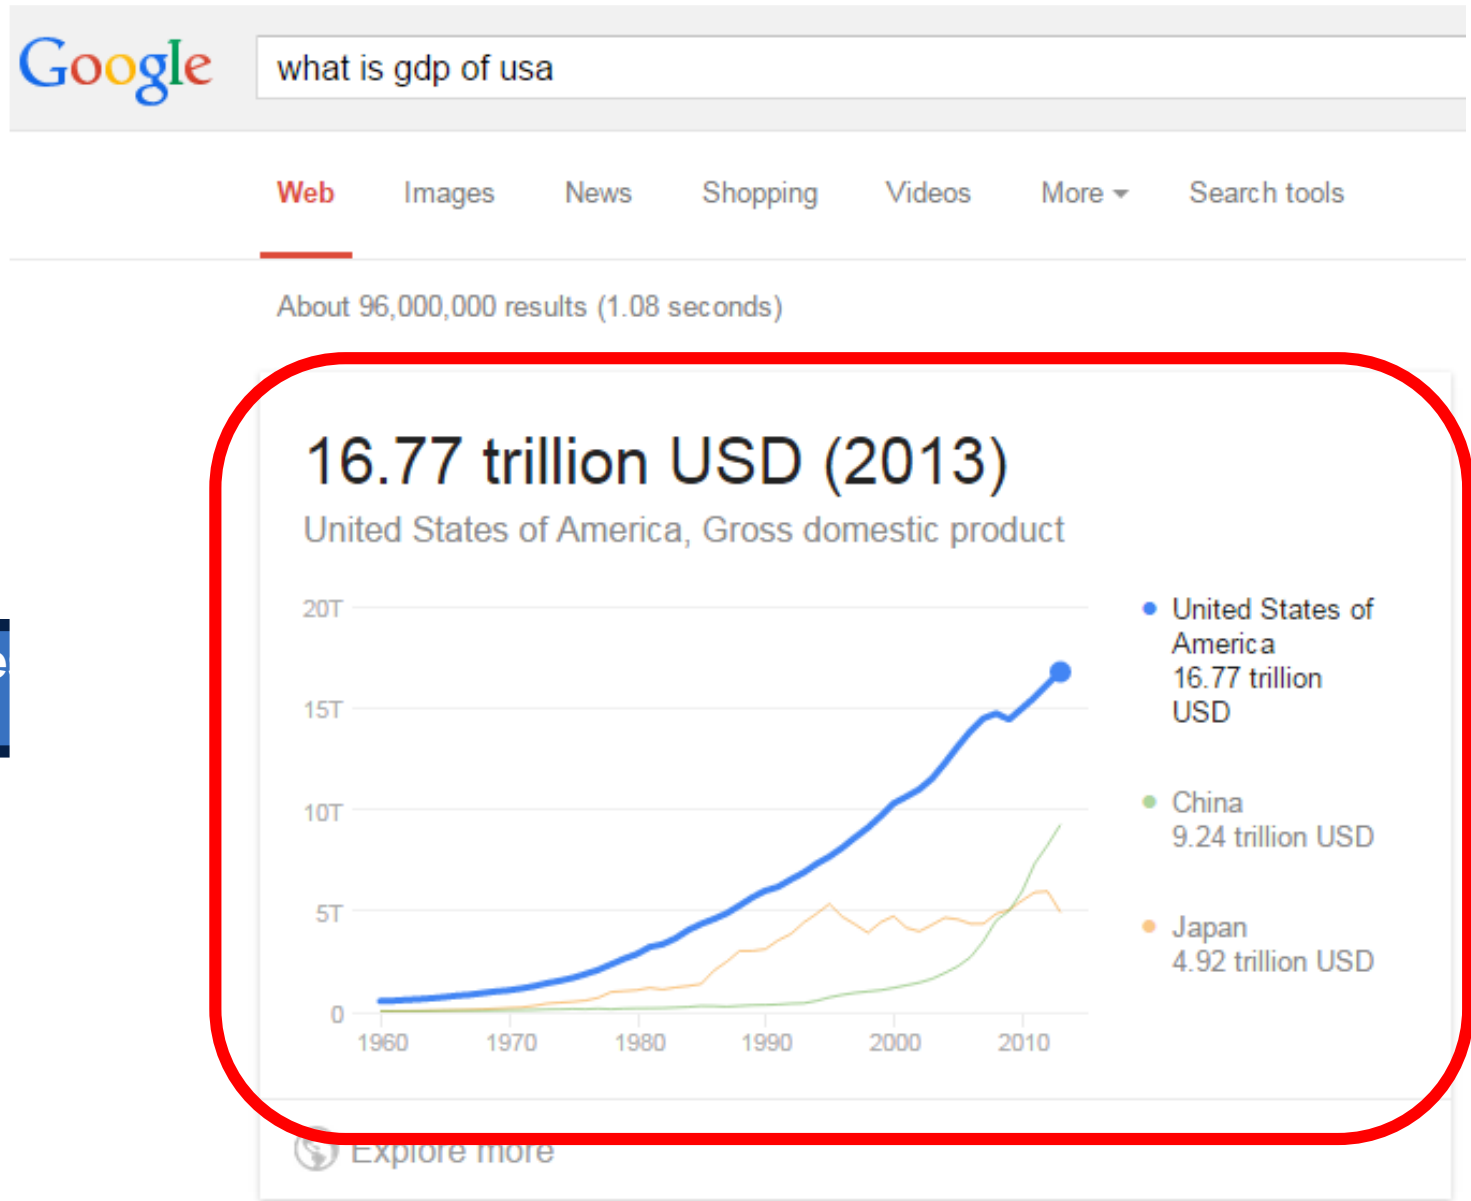 Google
what is gdp of usa
Web Images News Shopping Videos More Search tools
About 96,000,000 results (1.08 seconds)
16.77 trillion USD (2013)
United States of America, Gross domestic product
20T
15T
10T
5T
0
1960 1970 1980 1990 2000 2010
United States of
America
16.77 trillion
USD
China
9.24 trillion USD
Japan
4.92 trillion USD
e
Explore more